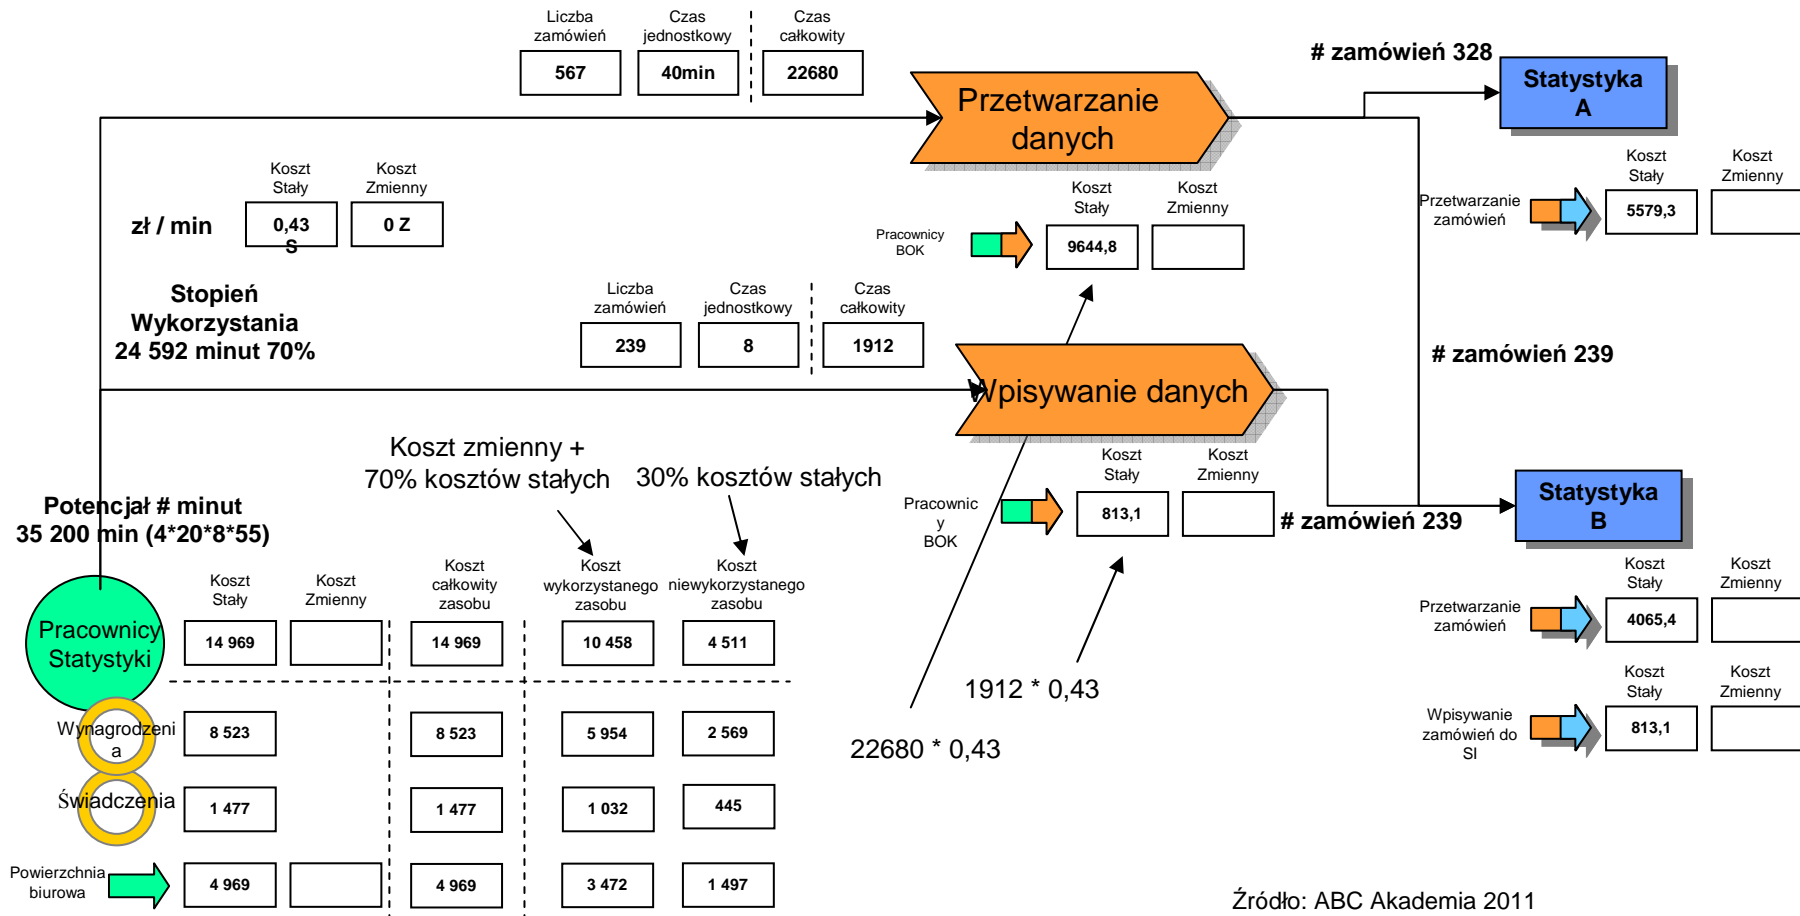 Liczba
zamówień
Czas
jednostkowy
Czas
całkowity
567
40min
22680
# zamówień 328
Przetwarzanie
danych
Statystyka
A
Koszt
Stały
Koszt
Zmienny
zł / min
0,43
S
0 Z
Koszt
Stały
Koszt
Zmienny
Pracownicy
BOK
9644,8
Koszt
Stały
Koszt
Zmienny
Przetwarzanie
zamówień
5579,3
Stopień
Wykorzystania
24 592 minut 70%
Liczba
zamówień
Czas
jednostkowy
Czas
całkowity
239
8
1912
# zamówień 239
Wpisywanie danych
Koszt zmienny +
70% kosztów stałych
30% kosztów stałych
Koszt
Stały
Koszt
Zmienny
Pracownic
y
BOK
813,1
# zamówień 239
Statystyka
B
Potencjał # minut
35 200 min (4*20*8*55)
Koszt
Stały
Koszt
Zmienny
Koszt
całkowity
zasobu
Koszt
wykorzystanego
zasobu
Koszt
niewykorzystanego
zasobu
Pracownicy
Statystyki
14 969
14 969
10 458
4 511
Koszt
Stały
Koszt
Zmienny
Przetwarzanie
zamówień
4065,4
1912 * 0,43
22680 * 0,43
Koszt
Stały
Koszt
Zmienny
Wpisywanie
zamówień do
SI
813,1
Wynagrodzeni
a
8 523
8 523
5 954
2 569
Świadczenia
1 477
1 477
1 032
445
Powierzchnia
biurowa
4 969
4 969
3 472
1 497
Źródło: ABC Akademia 2011